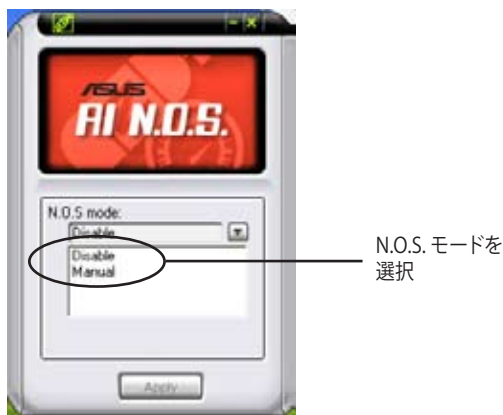 ASUS
AI N.O.S.
N.O.S mode:
Disable
Disable
Manual
Apply
N.O.S. モードを
選択